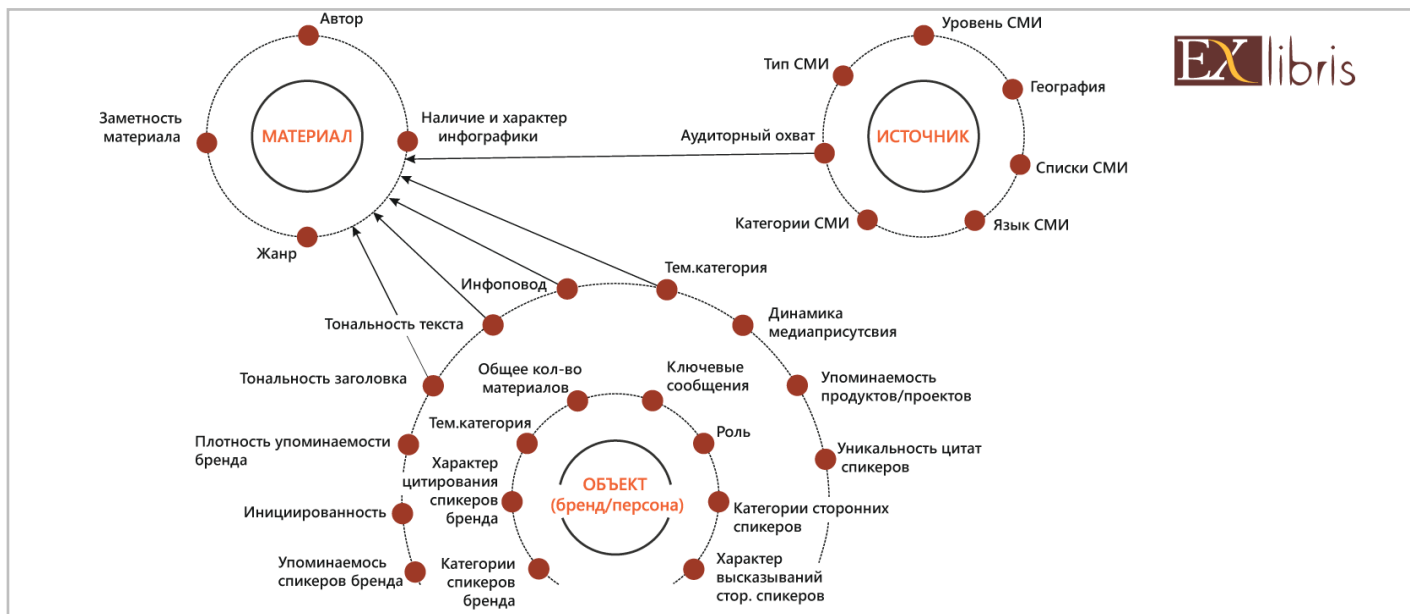 Автор
Заметность
материала
МАТЕРИАЛ
Наличие и характер
инфографики
Жанр
Уровень СМИ
Тип СМИ
География
Аудиторный охват
ИСТОЧНИК
Списки СМИ
Категории СМИ
Язык СМИ
EX libris
Инфоповод
Тем.категория
Тональность текста
Динамика
медиаприсутсвия
Тональность заголовка
Общее кол-во
материалов
Ключевые
сообщения
Упоминаемость
продуктов/проектов
Плотность упоминаемости
бренда
Тем.категория
Роль
Уникальность цитат
спикеров
Характер
цитирования
спикеров
бренда
ОБЪЕКТ
(бренд/персона)
Категории сторонних
спикеров
Инициированность
Упоминаемось
спикеров бренда
Категории
спикеров
бренда
Характер
высказываний
стор. спикеров